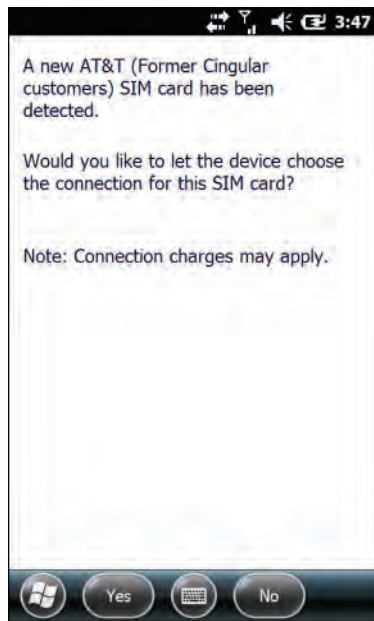 3:47
A new AT&T (Former Cingular
customers) SIM card has been
detected.
Would you like to let the device choose
the connection for this SIM card?
Note: Connection charges may apply.
Yes
No